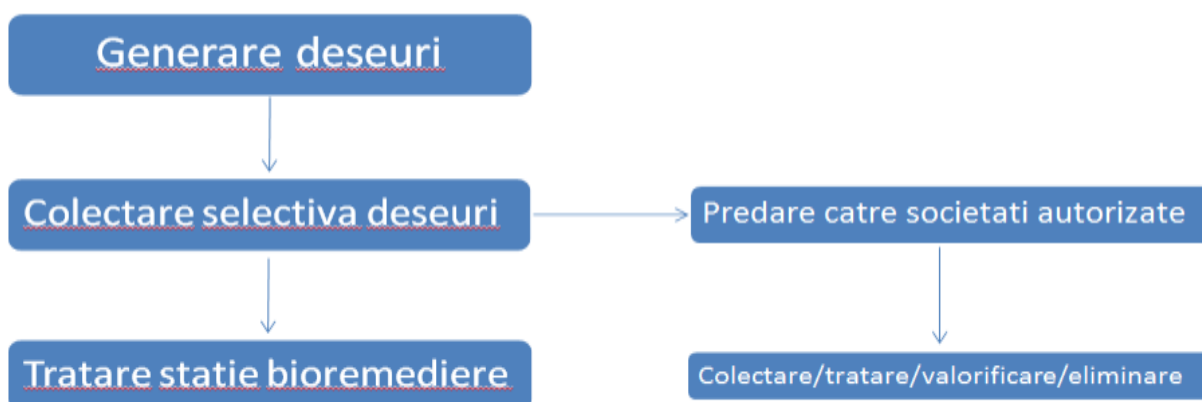 Generare deseuri
Colectare selectiva deseuri
Predare catre societati autorizate
Tratare statie bioremediere
Colectare/tratare/valorificare/eliminare